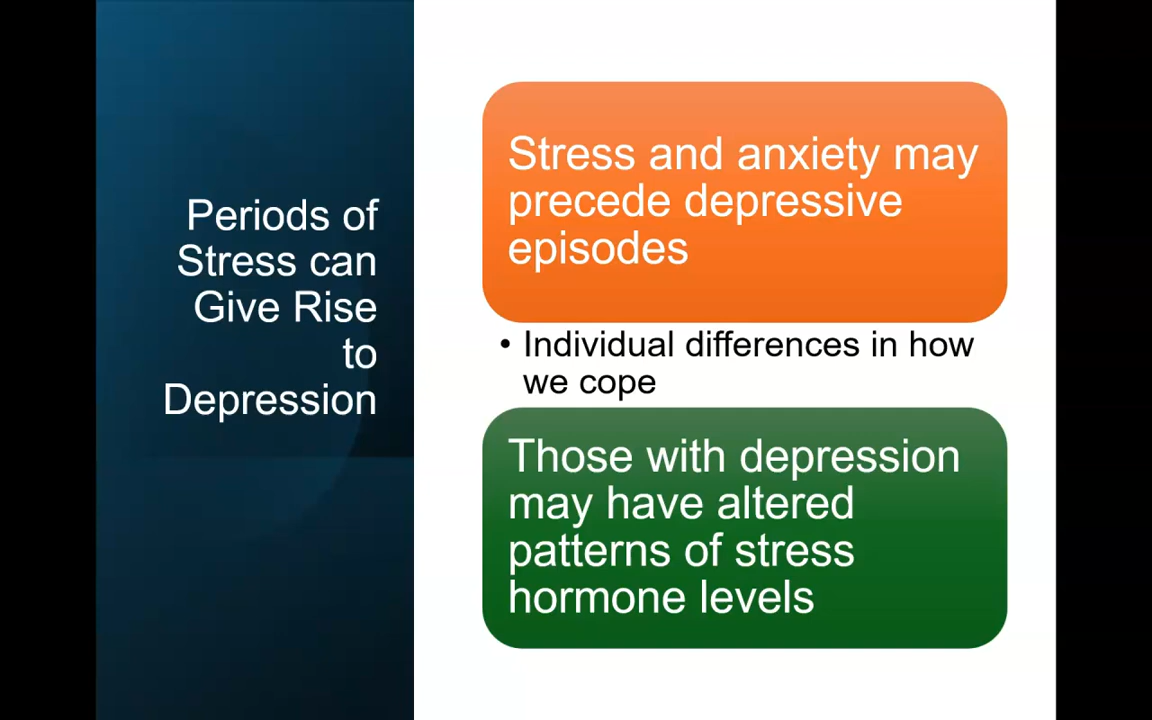 Periods of
Stress can
Give Rise
to
Depression
Stress and anxiety may
precede depressive
episodes
• Individual differences in how
we cope
Those with depression
may have altered
patterns of stress
hormone levels